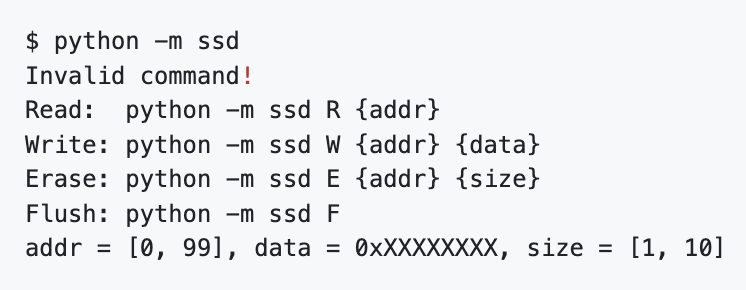 $ python -m ssd
Invalid command!
Read:  python -m ssd R {addr}
Write: python -m ssd W {addr} {data}
Erase: python -m ssd E {addr} {size}
Flush: python -m ssd F
addr = [0, 99], data = 0xXXXXXXXX, size = [1, 10]